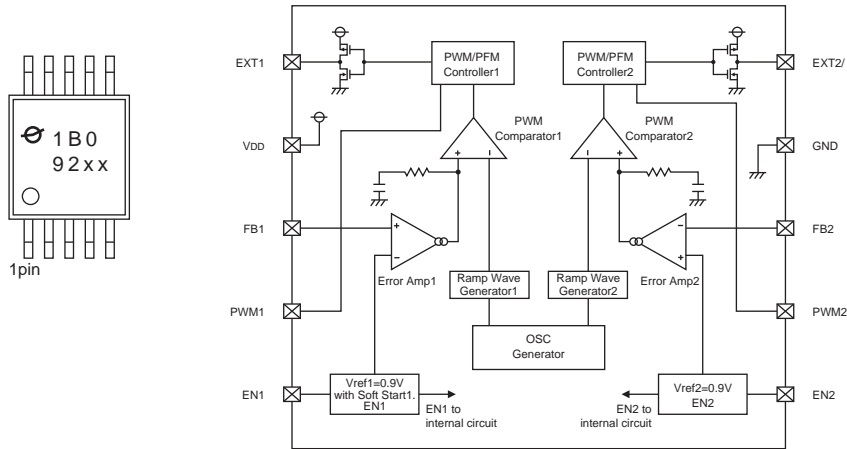 1B0
92xx
1pin
EXT1
VDD
FB1
PWM1
EN1
PWM/PFM
Controller1
PWM
Comparator1
+
−
+
−
Error Amp1
Ramp Wave
Generator1
OSC
Generator
Vref1=0.9V
with Soft Start1.
EN1
EN1 to
internal circuit
PWM/PFM
Controller2
PWM
Comparator2
−
+
−
+
Error Amp2
Ramp Wave
Generator2
Vref2=0.9V
EN2
EN2 to
internal circuit
EXT2/
GND
FB2
PWM2
EN2